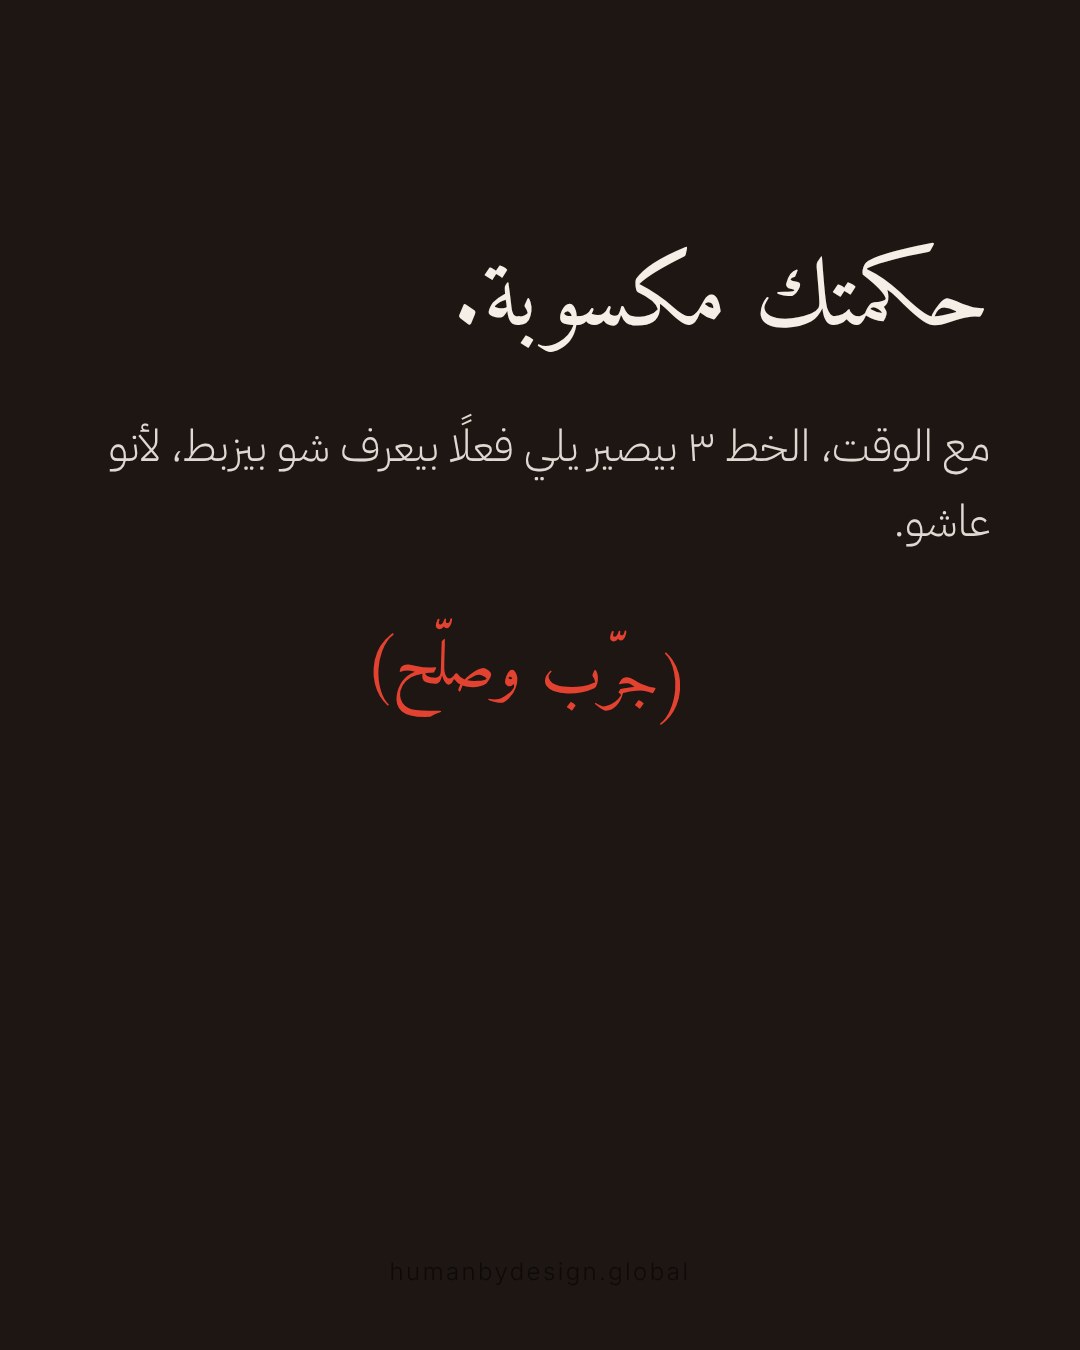 حكمتك مكسوبة.
مع الوقت، الخط ٣ بيصير يلي فعلًا بيعرف شو بيزبط، لأنو
عاشو.
(جرّب وصلّح)
humanbydesign.global